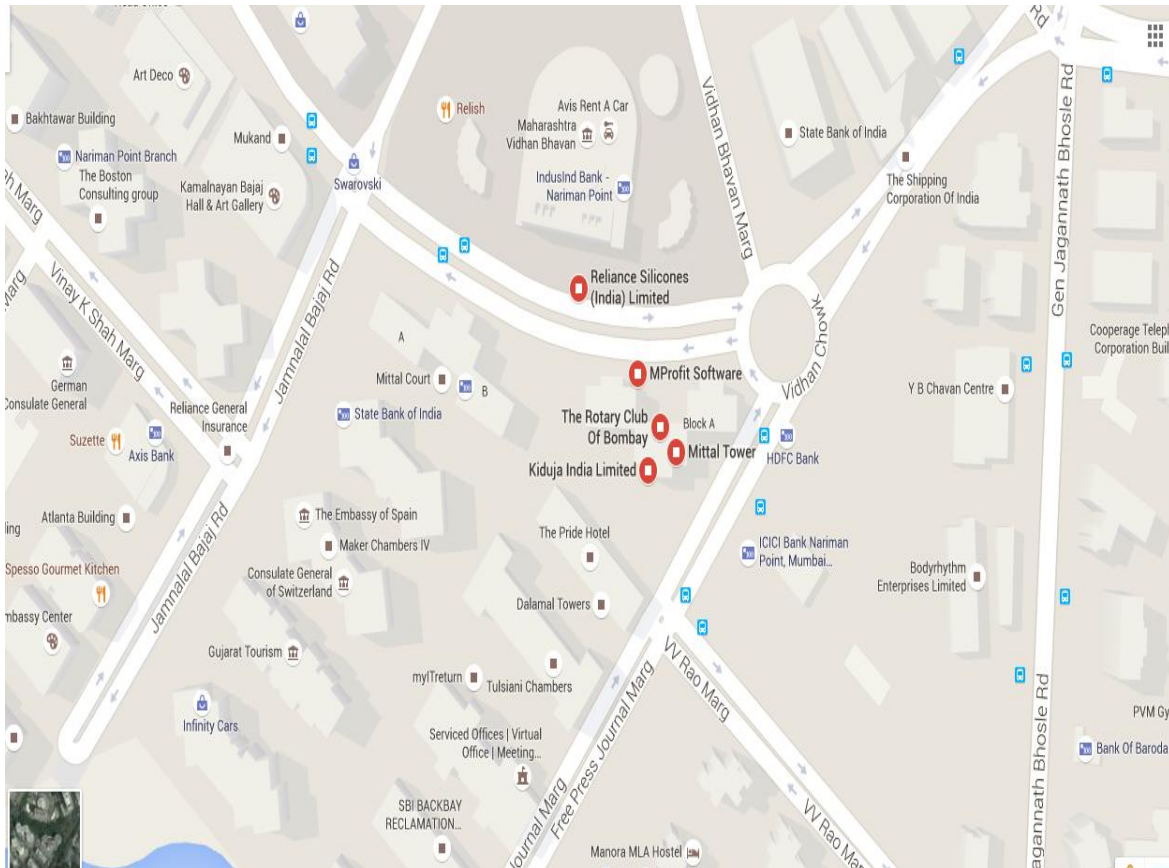 Rd
Art Deco
Bakhtawar Building
Mukand
Nariman Point Branch
The Boston
Consulting group
Kamalnayan Bajaj
Hall & Art Gallery
Swarovski
Relish
Avis Rent A Car
Maharashtra
Vidhan Bhavan
IndusInd Bank -
Nariman Point
Vidhan Bhavan Marg
State Bank of India
The Shipping
Corporation Of India
Gen Jagannath Bhosle Rd
Marg
Vinay K Shah Marg
Jamnalal Bajaj Rd
Reliance Silicones
(India) Limited
Vidhan Chowk
MProfit Software
A
Mittal Court
B
State Bank of India
German
Consulate General
Reliance General
Insurance
Suzette
Axis Bank
The Rotary Club
Of Bombay
Block A
Mittal Tower
Kiduja India Limited
HDFC Bank
Y B Chavan Centre
Cooperage Telep
Corporation Buil
Atlanta Building
The Embassy of Spain
Maker Chambers IV
Consulate General
of Switzerland
The Pride Hotel
Dalamal Towers
ICICI Bank Nariman
Point, Mumbai...
Bodyrhythm
Enterprises Limited
Spesso Gourmet Kitchen
mbassy Center
Jamnalal Bajaj Rd
Gujarat Tourism
Infinity Cars
myITreturn
Tulsiani Chambers
Serviced Offices | Virtual
Office | Meeting...
SBI BACKBAY
RECLAMATION...
Free Press Journal Marg
Journal Marg
VV Rao Marg
VV Rao Marg
Manora MLA Hostel
Jagannath Bhosle Rd
PVM Gy
Bank Of Baroda